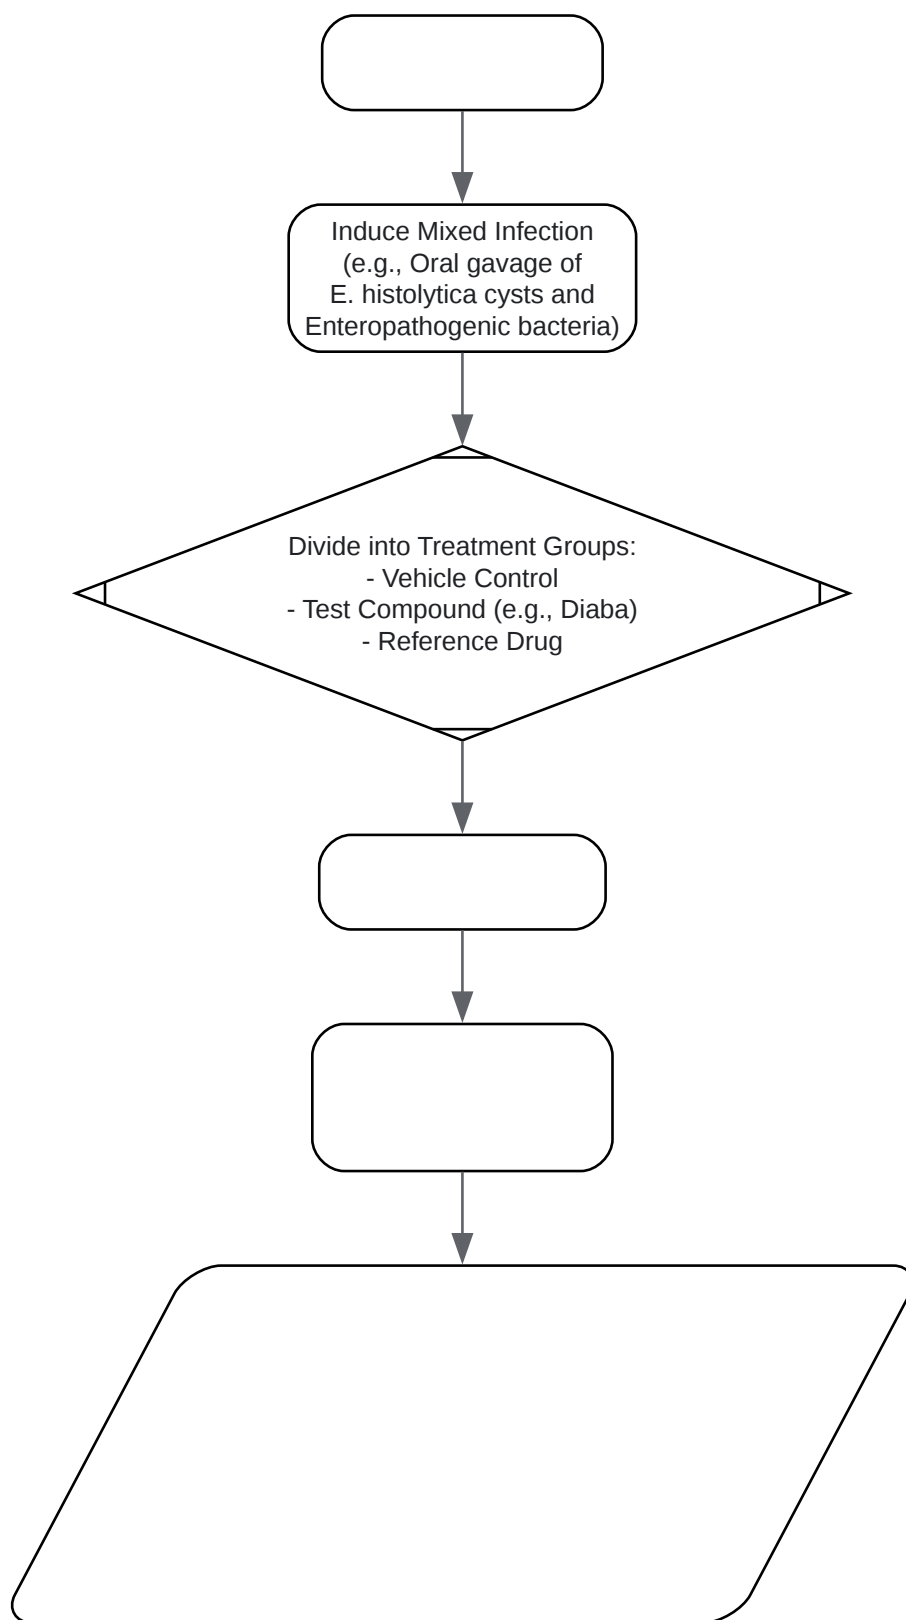 Induce Mixed Infection
(e.g., Oral gavage of
E. histolytica cysts and
Enteropathogenic bacteria)
Divide into Treatment Groups:
- Vehicle Control
- Test Compound (e.g., Diaba)
- Reference Drug